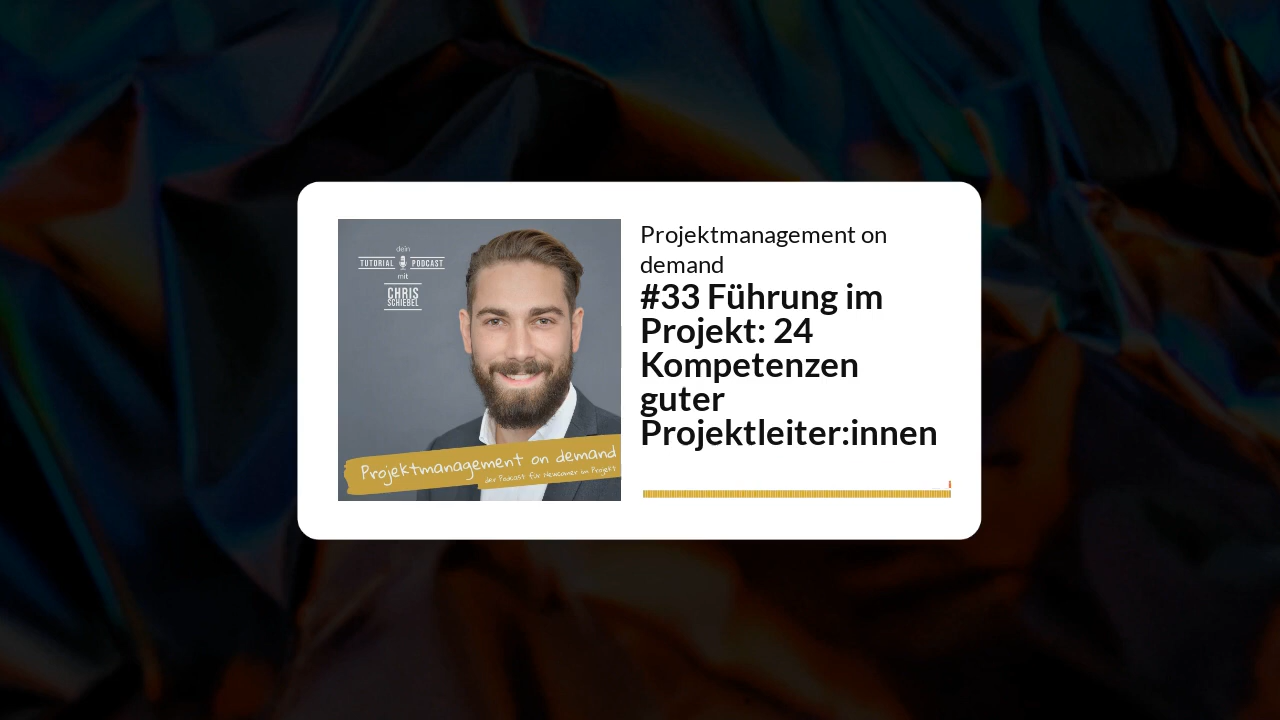 dein
TUTORIAL PODCAST
mit
CHRIS
SCHIEBEL
Projektmanagement on demand
der Podcast für Newcomer im Projekt
Projektmanagement on
demand
#33 Führung im
Projekt: 24
Kompetenzen
guter
Projektleiter:innen